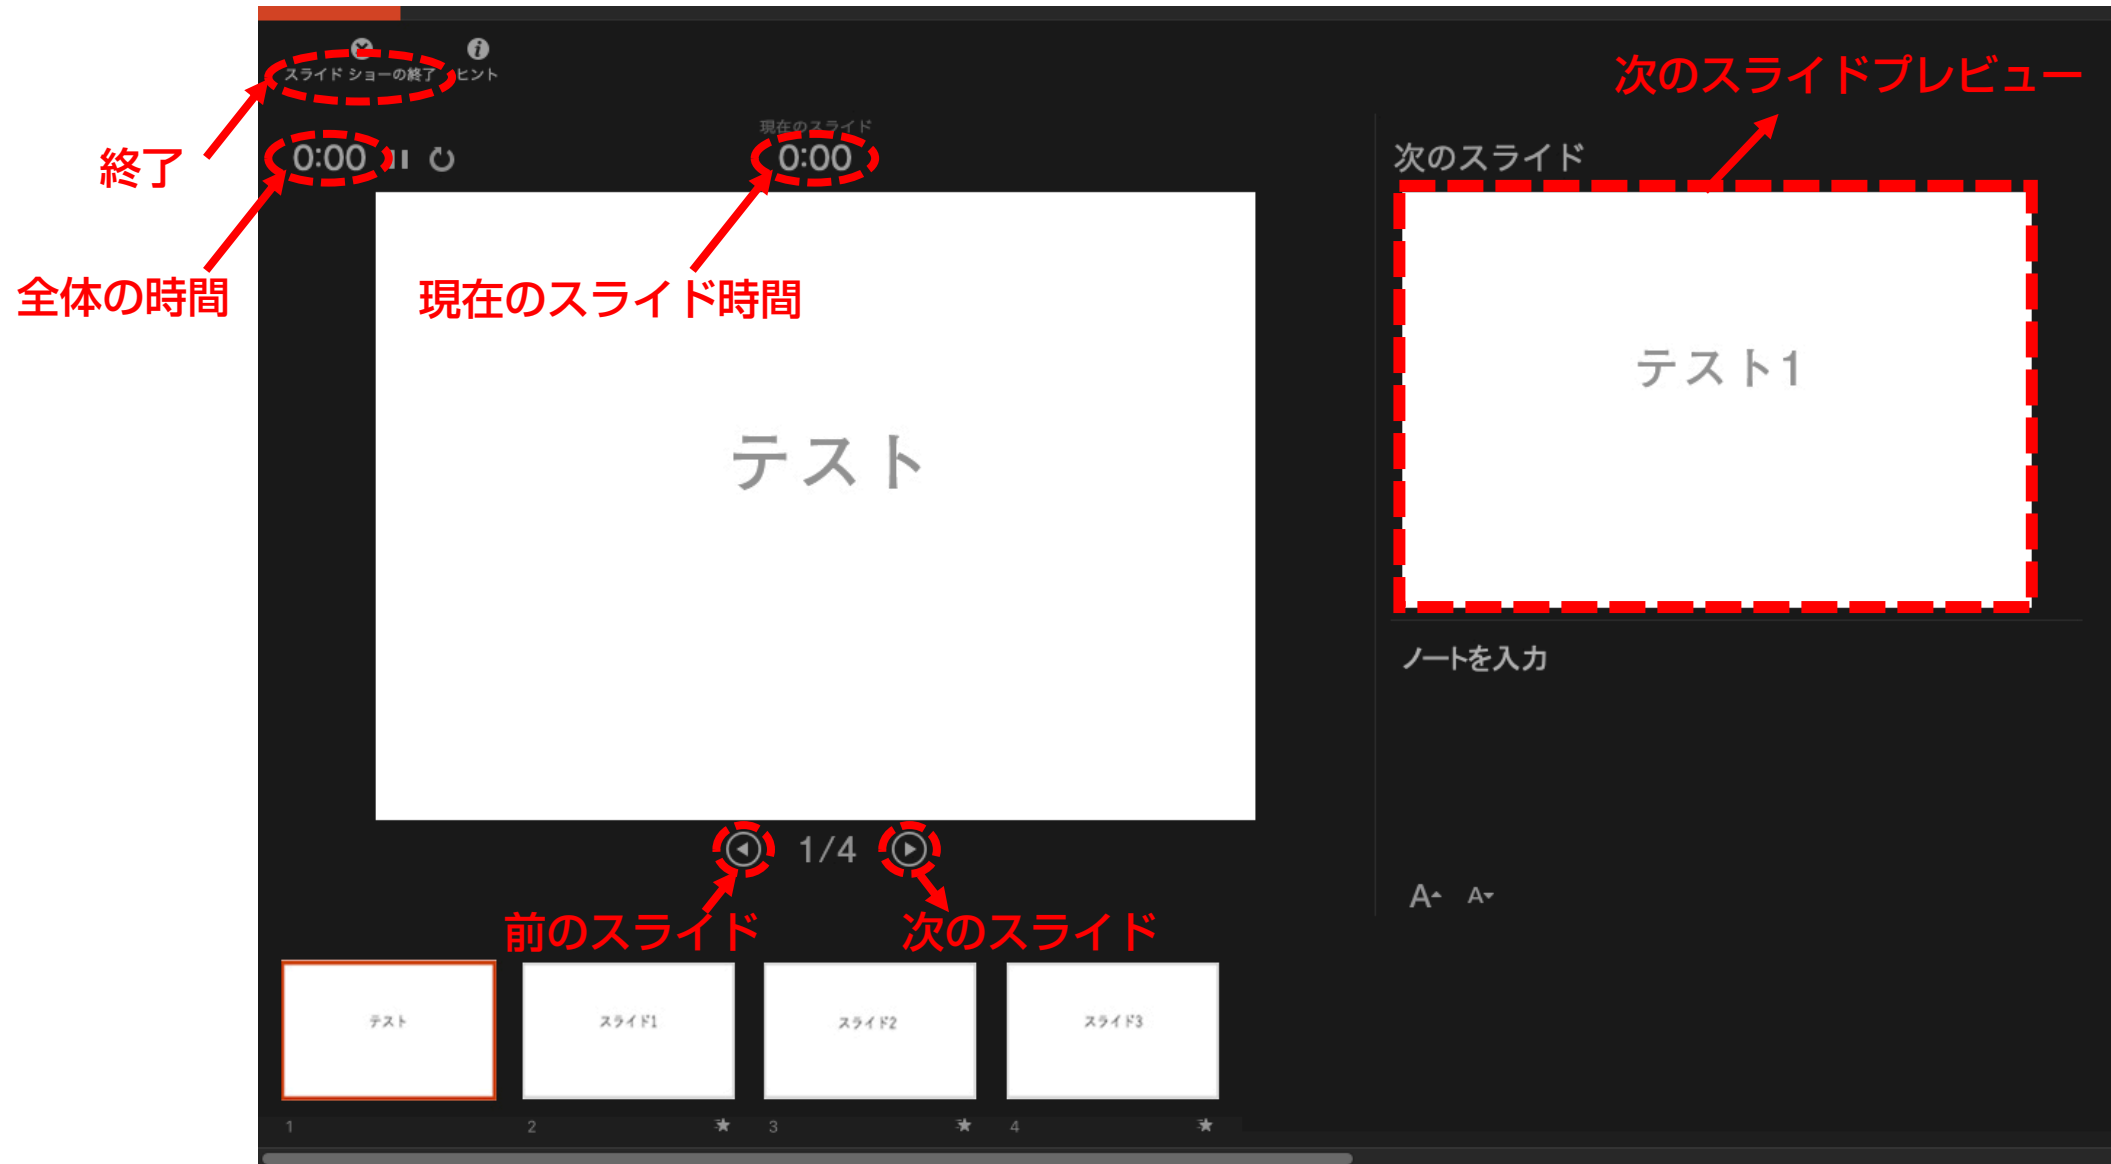 スライド ショーの終了
ヒント
次のスライドプレビュー
現在のスライド
終了
0:00
0:00
次のスライド
全体の時間
現在のスライド時間
テスト
テスト1
ノートを入力
1/4
A A
前のスライド
次のスライド
テスト
スライド1
スライド2
スライド3
1
2
3
4